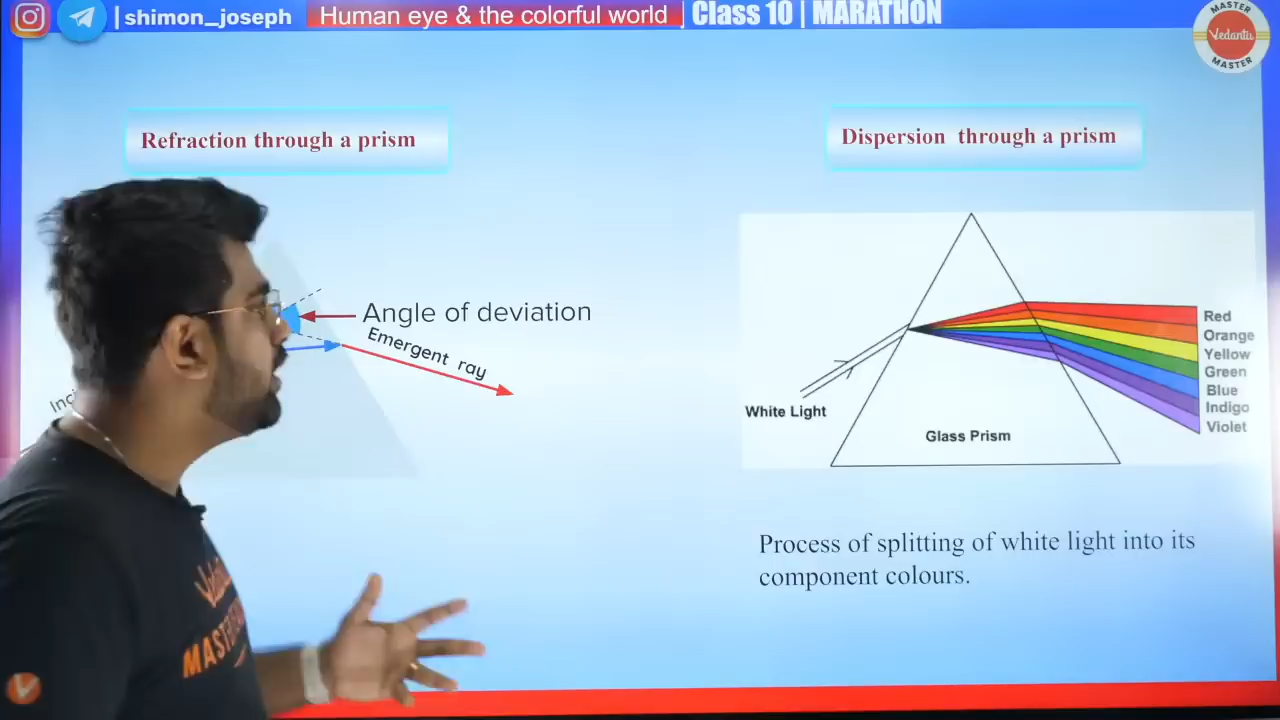 shimon_joseph
Human eye & the colorful world
Class 10 | MARATHON
MASTER
Vedantu
MASTER
Refraction through a prism
Dispersion through a prism
Angle of deviation
Emergent ray
White Light
Glass Prism
Red
Orange
Yellow
Green
Blue
Indigo
Violet
Process of splitting of white light into its
component colours.